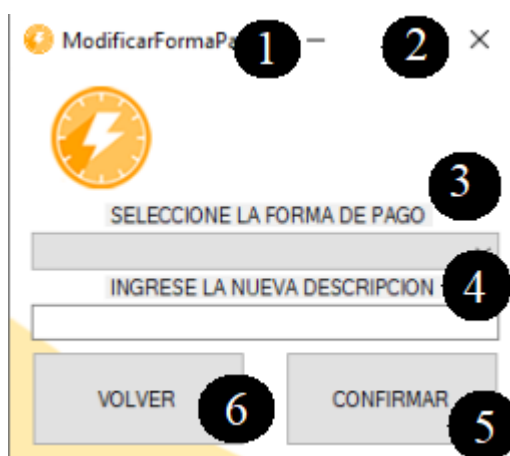 ModificarFormaPa 1 2
3
SELECCIONE LA FORMA DE PAGO
INGRESE LA NUEVA DESCRIPCION 4
VOLVER 6 CONFIRMAR 5